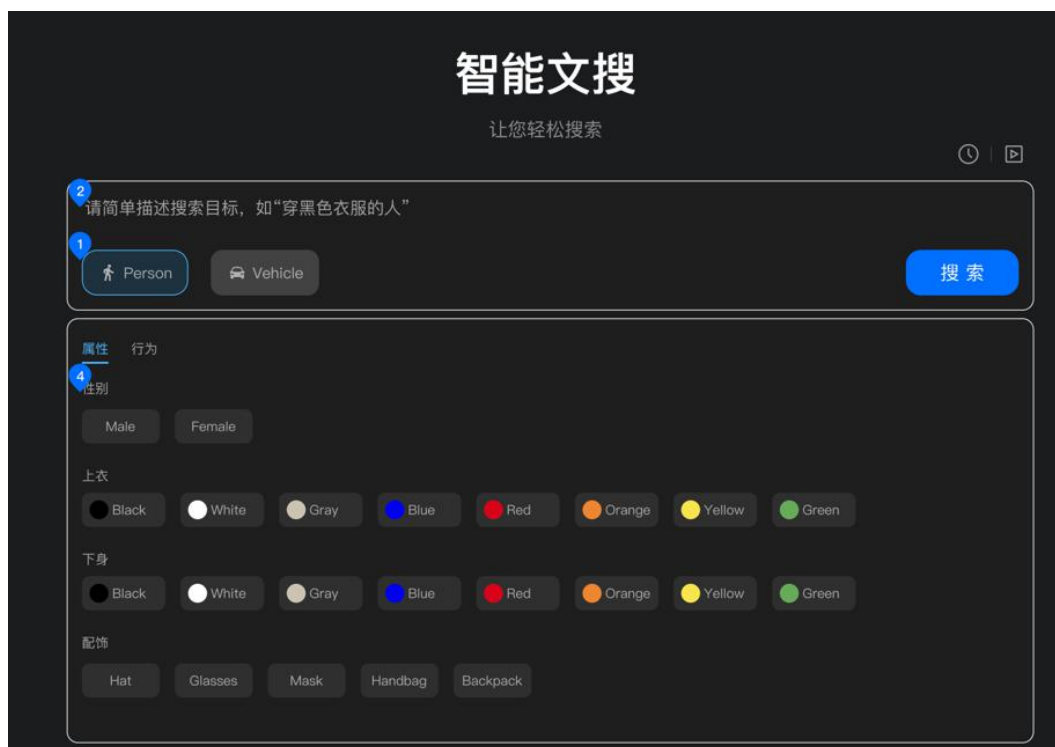 智能文搜
让您轻松搜索
2
请简单描述搜索目标，如“穿黑色衣服的人”
1
Person Vehicle 搜 索
属性 行为
4
性别
Male Female
上衣
Black White Gray Blue Red Orange Yellow Green
下身
Black White Gray Blue Red Orange Yellow Green
配饰
Hat Glasses Mask Handbag Backpack